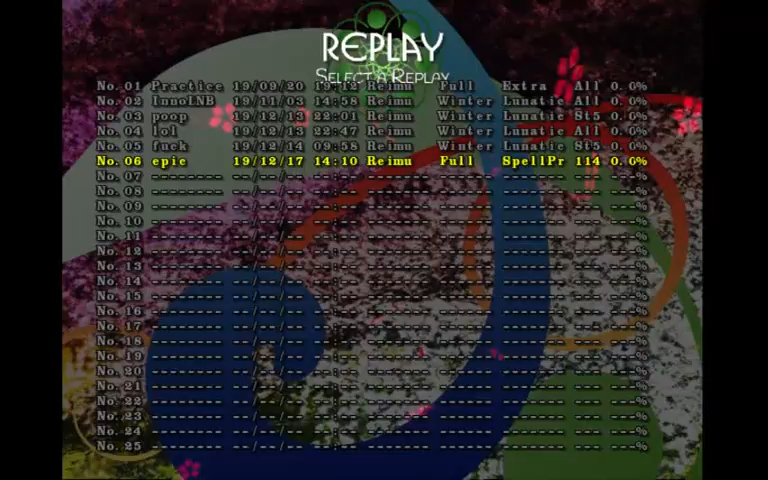 REPLAY
SELECT A REPLAY
No. 01 Practice 19/09/20 19:12 Reimu Full Extra All 0.0%
No. 02 LunoLNB 19/11/03 14:58 Reimu Winter Lunatic All 0.0%
No. 03 poop 19/12/13 22:01 Reimu Winter Lunatic St5 0.0%
No. 04 lol 19/12/13 22:47 Reimu Winter Lunatic All 0.0%
No. 05 fuck 19/12/14 09:58 Reimu Winter Lunatic St5 0.0%
No. 06 epic 19/12/17 14:10 Reimu Full SpellPr 114 0.0%
No. 07 -------- --/--/-- --:-- ------- ------ ------- --- ---%
No. 08 -------- --/--/-- --:-- ------- ------ ------- --- ---%
No. 09 -------- --/--/-- --:-- ------- ------ ------- --- ---%
No. 10 -------- --/--/-- --:-- ------- ------ ------- --- ---%
No. 11 -------- --/--/-- --:-- ------- ------ ------- --- ---%
No. 12 -------- --/--/-- --:-- ------- ------ ------- --- ---%
No. 13 -------- --/--/-- --:-- ------- ------ ------- --- ---%
No. 14 -------- --/--/-- --:-- ------- ------ ------- --- ---%
No. 15 -------- --/--/-- --:-- ------- ------ ------- --- ---%
No. 16 -------- --/--/-- --:-- ------- ------ ------- --- ---%
No. 17 -------- --/--/-- --:-- ------- ------ ------- --- ---%
No. 18 -------- --/--/-- --:-- ------- ------ ------- --- ---%
No. 19 -------- --/--/-- --:-- ------- ------ ------- --- ---%
No. 20 -------- --/--/-- --:-- ------- ------ ------- --- ---%
No. 21 -------- --/--/-- --:-- ------- ------ ------- --- ---%
No. 22 -------- --/--/-- --:-- ------- ------ ------- --- ---%
No. 23 -------- --/--/-- --:-- ------- ------ ------- --- ---%
No. 24 -------- --/--/-- --:-- ------- ------ ------- --- ---%
No. 25 -------- --/--/-- --:-- ------- ------ ------- --- ---%